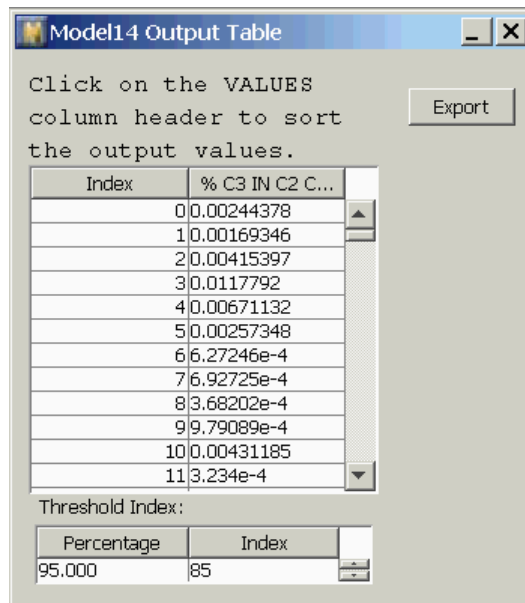 Model14 Output Table
Click on the VALUES
column header to sort
the output values.
Export
Index % C3 IN C2 C...
0 0.00244378
1 0.00169346
2 0.00415397
3 0.0117792
4 0.00671132
5 0.00257348
6 6.27246e-4
7 6.92725e-4
8 3.68202e-4
9 9.79089e-4
10 0.00431185
11 3.234e-4
Threshold Index:
Percentage Index
95.000 85